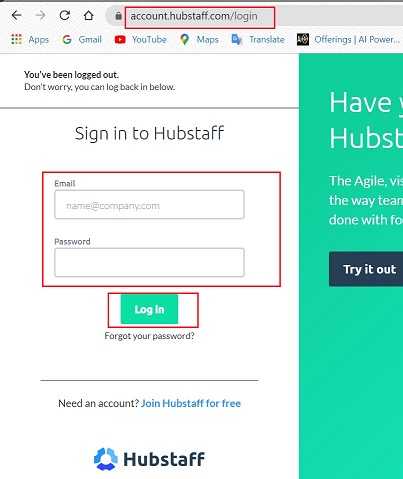 account.hubstaff.com/login
Apps Gmail YouTube Maps Translate Offerings | AI Power...
You've been logged out.
Don't worry, you can log back in below.
Sign in to Hubstaff
Email
name@company.com
Password
Log in
Forgot your password?
Need an account? Join Hubstaff for free
Hubstaff
Have
Hubst
The Agile, vis
the way team
done with fo
Try it out